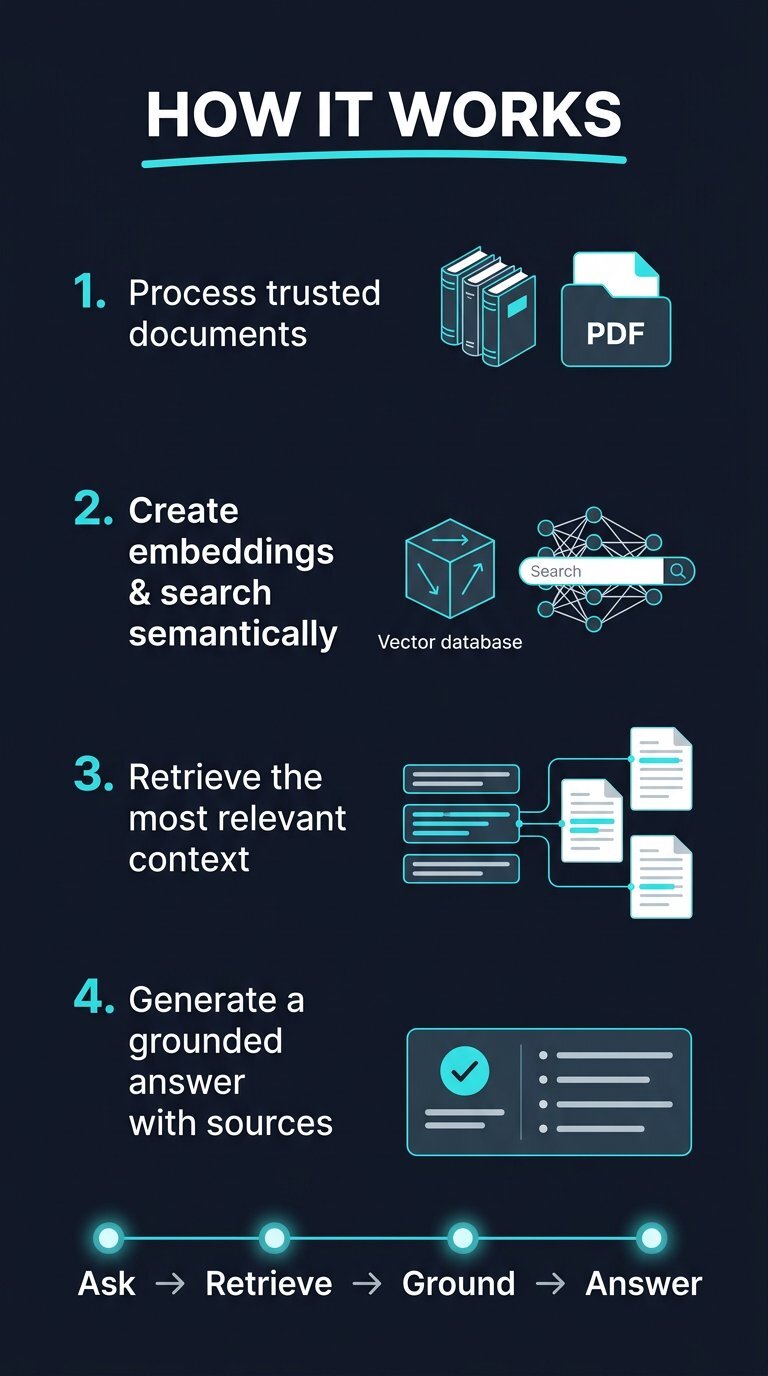 HOW IT WORKS
1. Process trusted
documents
PDF
2. Create
embeddings
& search
semantically
Vector database
Search
3. Retrieve the
most relevant
context
4. Generate a
grounded
answer
with sources
Ask → Retrieve → Ground → Answer